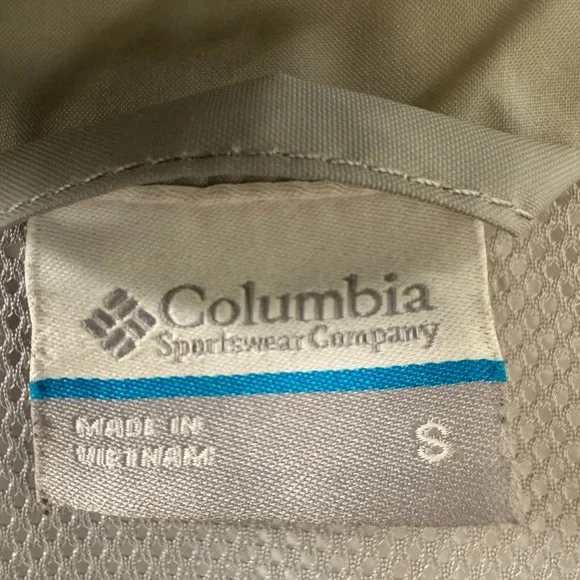 Columbia
Sportswear Company
MADE IN
VIETNAM
S